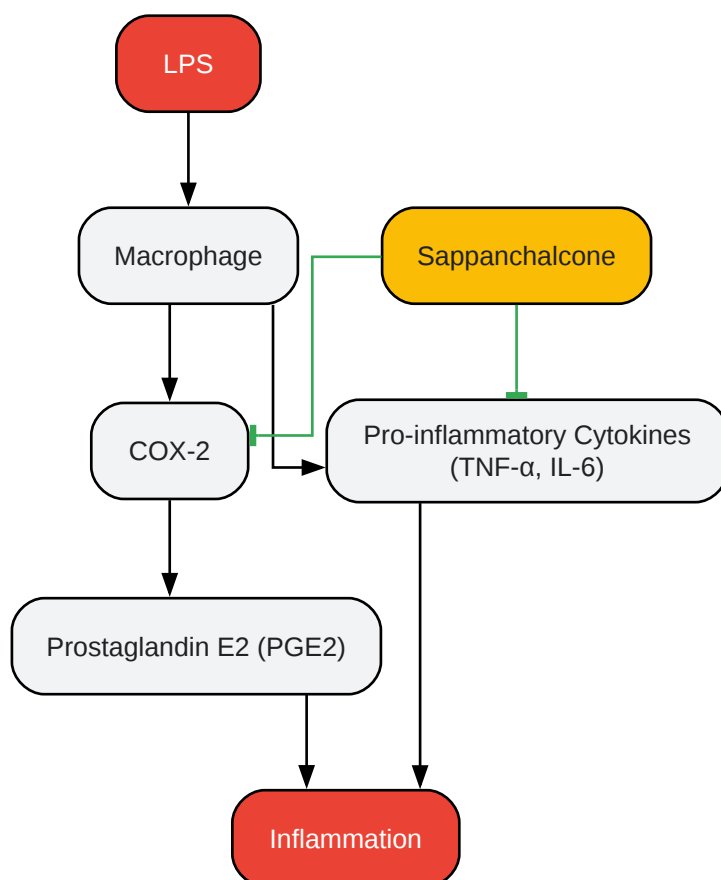 LPS
Macrophage
Sappanchalcone
COX-2
Pro-inflammatory Cytokines
(TNF-α, IL-6)
Prostaglandin E2 (PGE2)
Inflammation